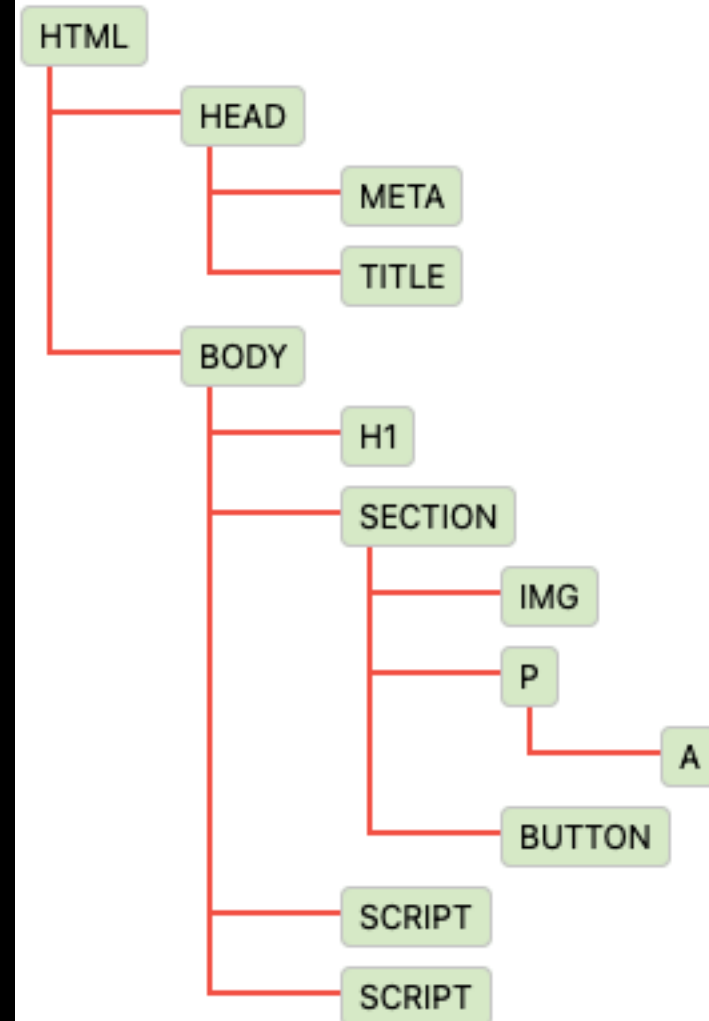 HTML
HEAD
META
TITLE
BODY
H1
SECTION
IMG
P
A
BUTTON
SCRIPT
SCRIPT